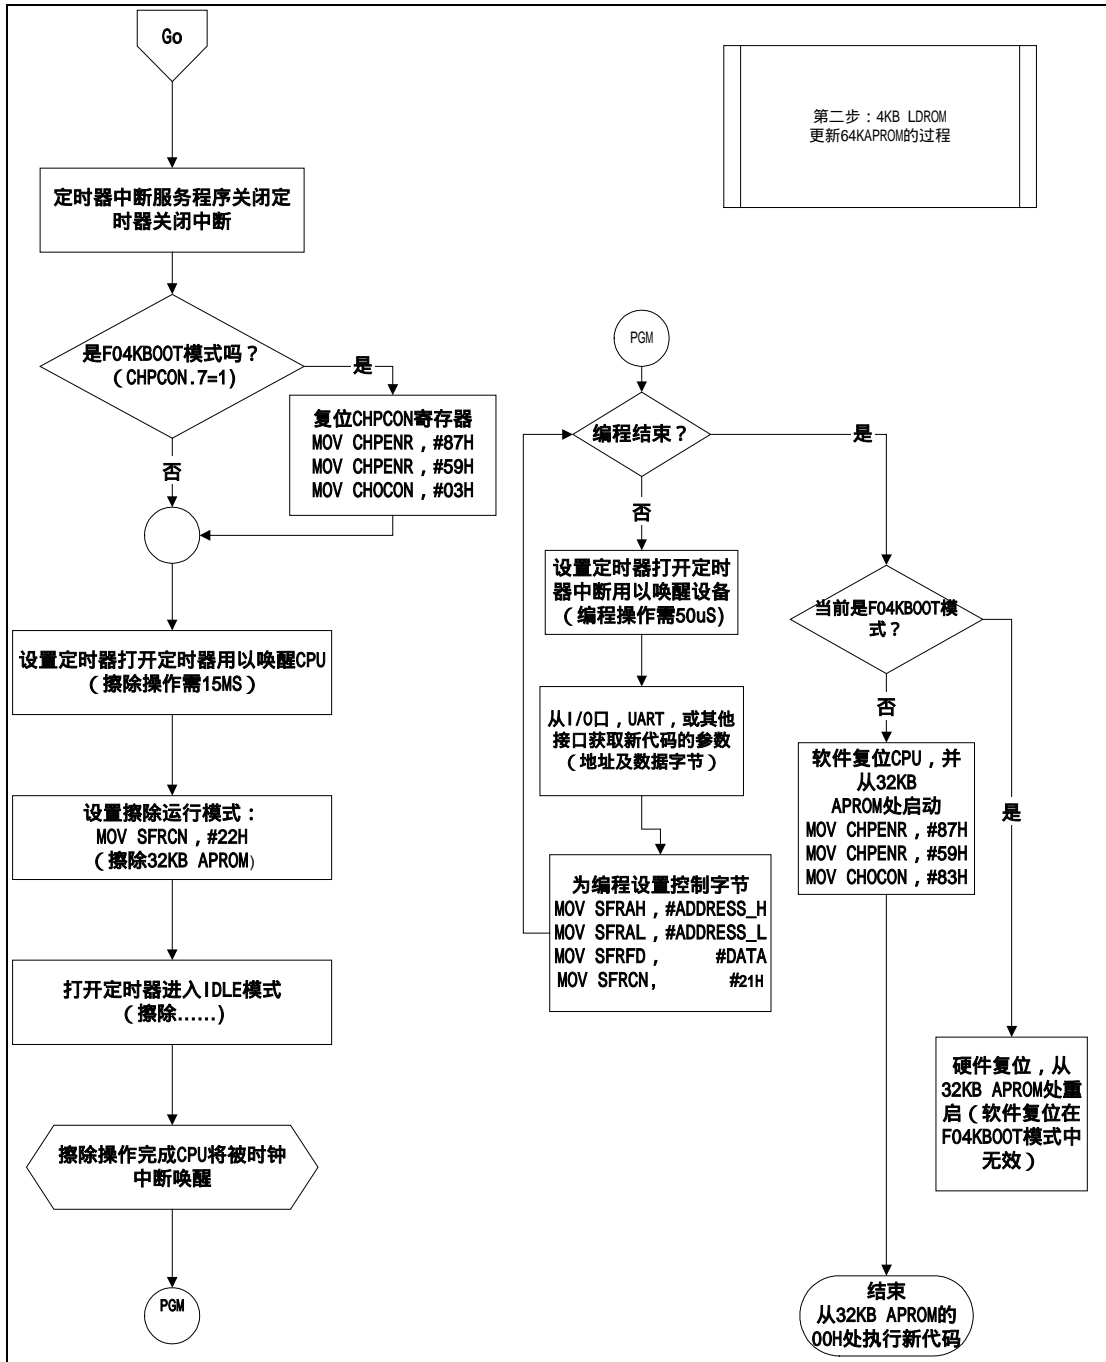 Go
第二步：4KB LDROM
更新64KAPROM的过程
定时器中断服务程序关闭定
时器关闭中断
是F04KBOOT模式吗？
（CHPCON.7=1）
是
复位CHPCON寄存器
MOV CHPENR，#87H
MOV CHPENR，#59H
MOV CHOCON，#03H
否
设置定时器打开定时器用以唤醒CPU
（擦除操作需15MS）
设置擦除运行模式：
MOV SFRCN，#22H
（擦除32KB APROM）
打开定时器进入IDLE模式
（擦除......）
擦除操作完成CPU将被时钟
中断唤醒
PGM
PGM
编程结束？
是
否
设置定时器打开定时
器中断用以唤醒设备
（编程操作需50uS）
从I/O口，UART，或其他
接口获取新代码的参数
（地址及数据字节）
为编程设置控制字节
MOV SFRAH，#ADDRESS_H
MOV SFRAL，#ADDRESS_L
MOV SFRFD， #DATA
MOV SFRCN, #21H
当前是F04KBOOT模
式？
否
软件复位CPU，并
从32KB
APROM处启动
MOV CHPENR，#87H
MOV CHPENR，#59H
MOV CHOCON，#83H
是
硬件复位，从
32KB APROM处重
启（软件复位在
F04KBOOT模式中
无效）
结束
从32KB APROM的
00H处执行新代码